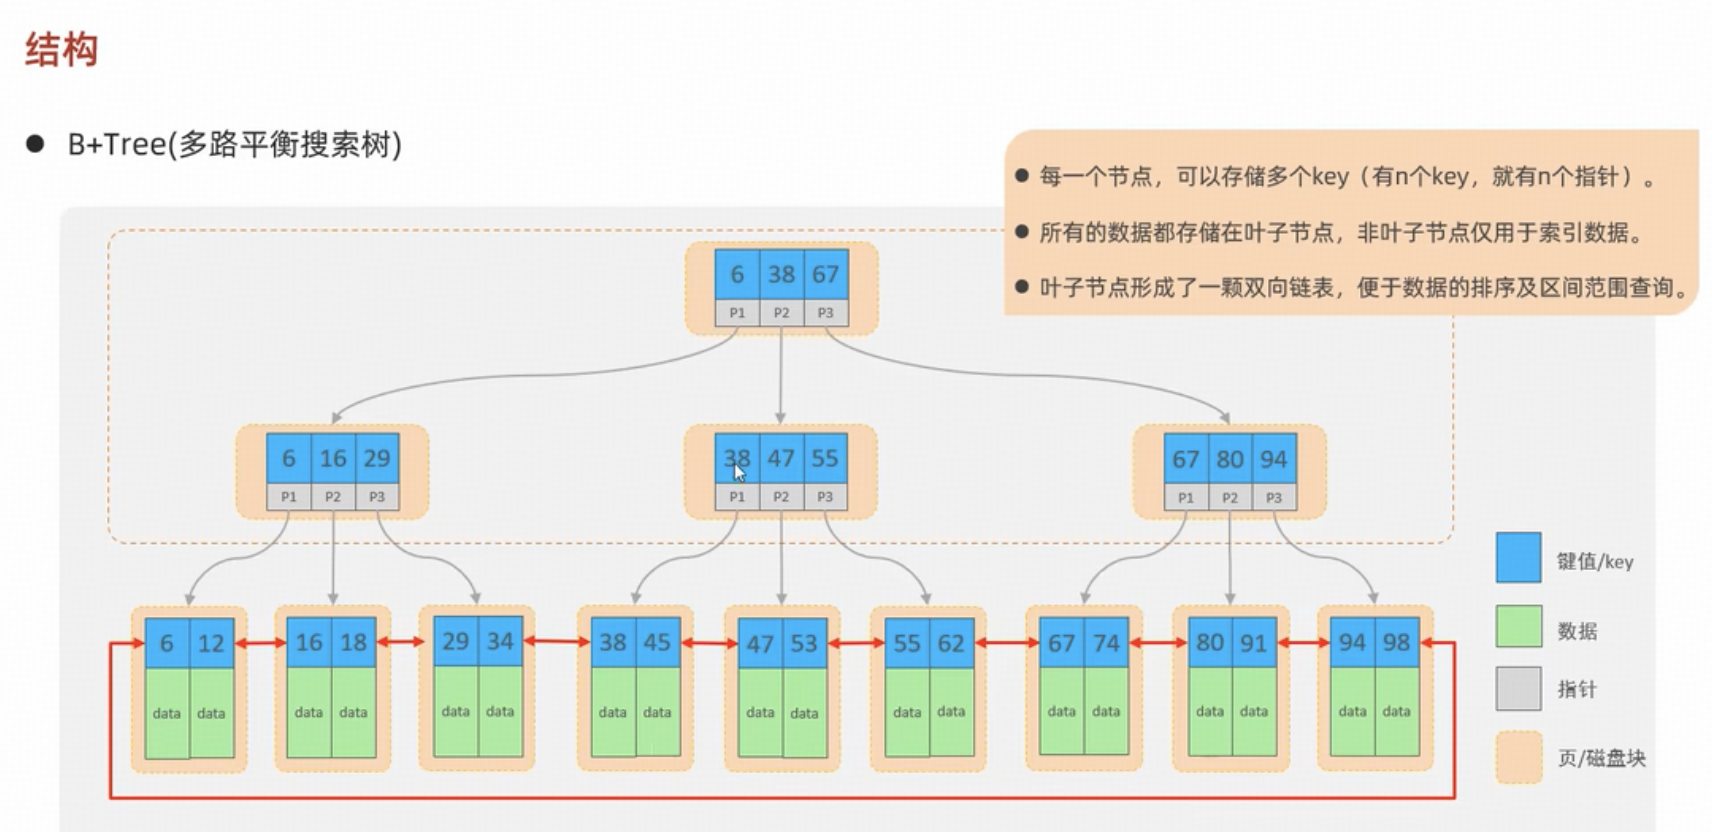 结构
● B+Tree(多路平衡搜索树)
● 每一个节点，可以存储多个key（有n个key，就有n个指针）。
● 所有的数据都存储在叶子节点，非叶子节点仅用于索引数据。
● 叶子节点形成了一颗双向链表，便于数据的排序及区间范围查询。
6 38 67
P1 P2 P3
6 16 29 38 47 55 67 80 94
P1 P2 P3 P1 P2 P3 P1 P2 P3
键值/key
6 12 16 18 29 34 38 45 47 53 55 62 67 74 80 91 94 98
数据
指针
data data data data data data data data data data data data data data data data data data
页/磁盘块